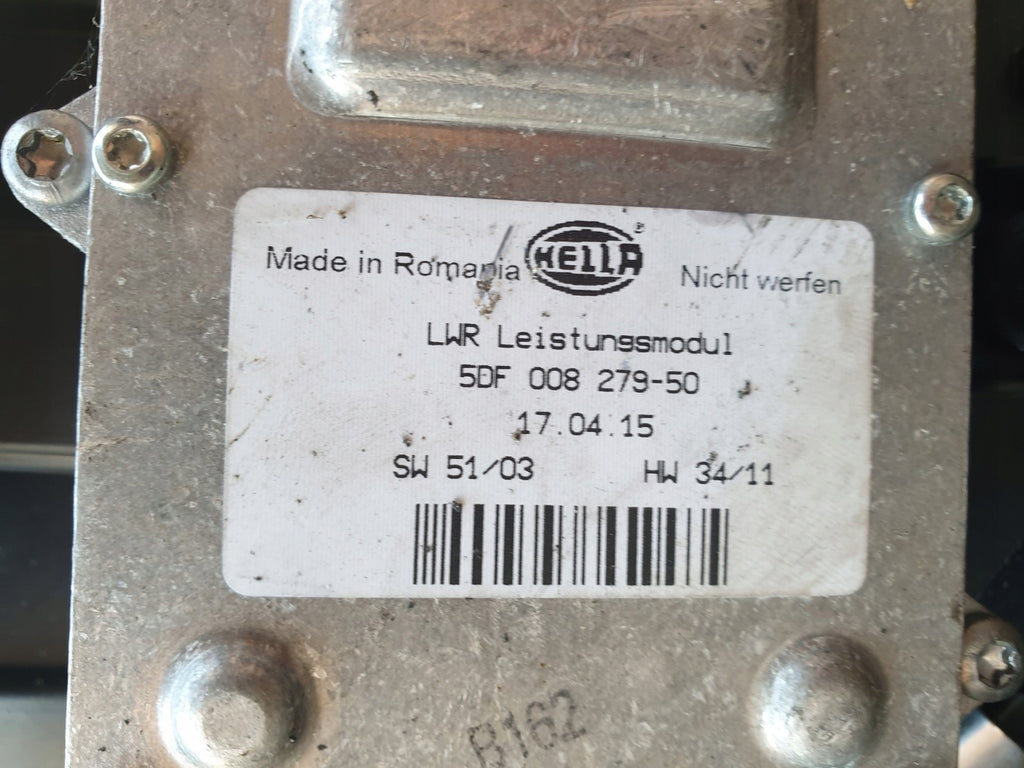 Made in Romania HELLA® Nicht werfen
LWR Leistungsmodul
5DF 008 279-50
17.04.15
SW 51/03 HW 34/11
B162